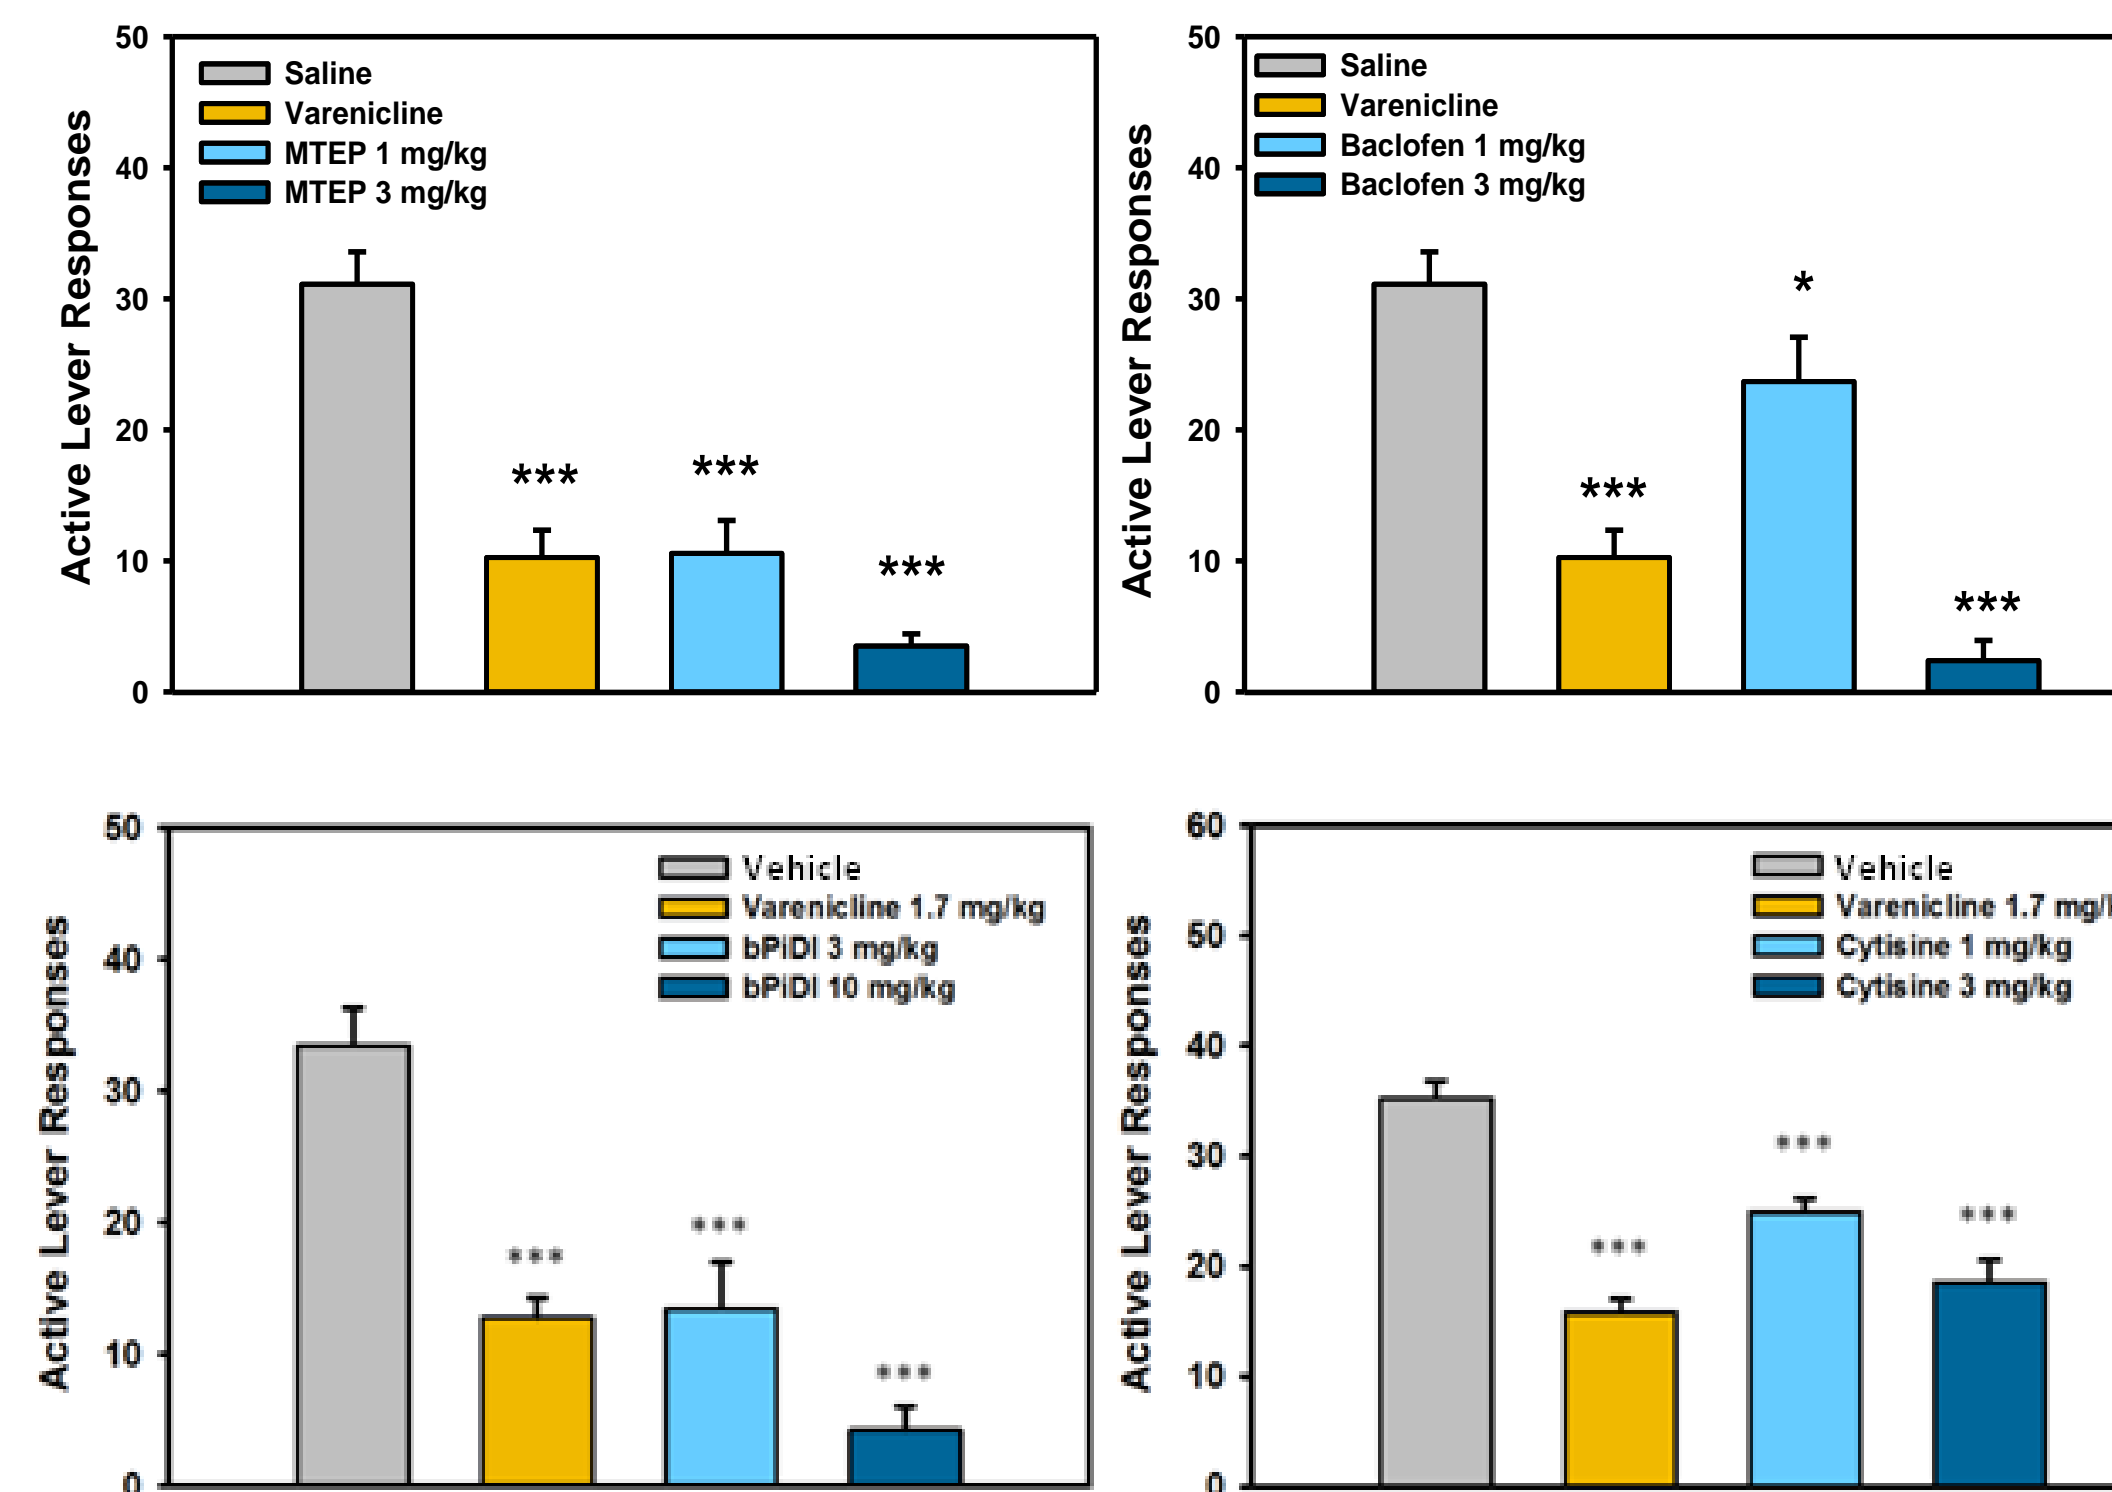 50
40
30
20
10
0
Active Lever Responses
Saline
Varenicline
MTEP 1 mg/kg
MTEP 3 mg/kg
***
***
***
50
40
30
20
10
0
Active Lever Responses
Saline
Varenicline
Baclofen 1 mg/kg
Baclofen 3 mg/kg
***
*
***
50
40
30
20
10
0
Active Lever Responses
Vehicle
Varenicline 1.7 mg/kg
bPiDI 3 mg/kg
bPiDI 10 mg/kg
***
***
***
60
50
40
30
20
10
0
Active Lever Responses
Vehicle
Varenicline 1.7 mg/k
Cytisine 1 mg/kg
Cytisine 3 mg/kg
***
***
***